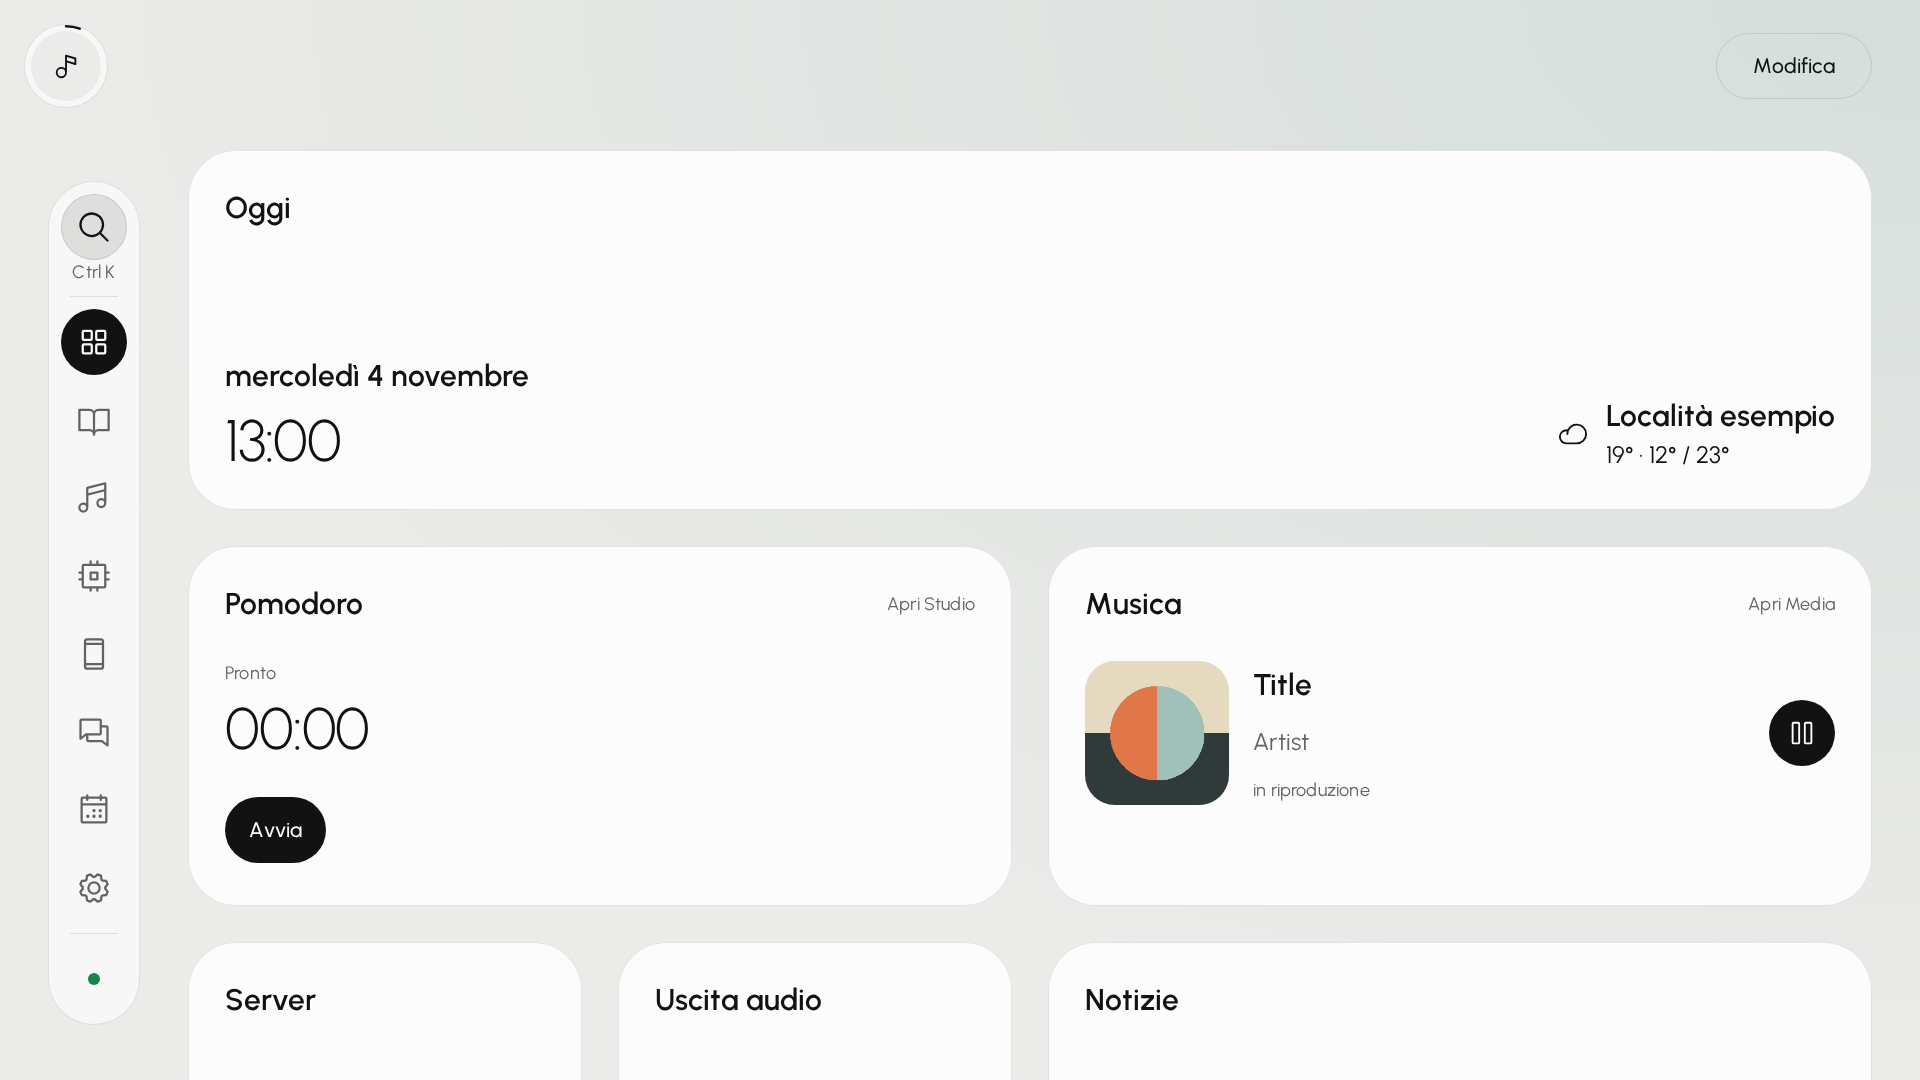 Modifica
Ctrl K
Oggi
mercoledì 4 novembre
13:00
Località esempio
19° · 12° / 23°
Pomodoro
Apri Studio
Pronto
00:00
Avvia
Musica
Apri Media
Title
Artist
in riproduzione
Server
Uscita audio
Notizie